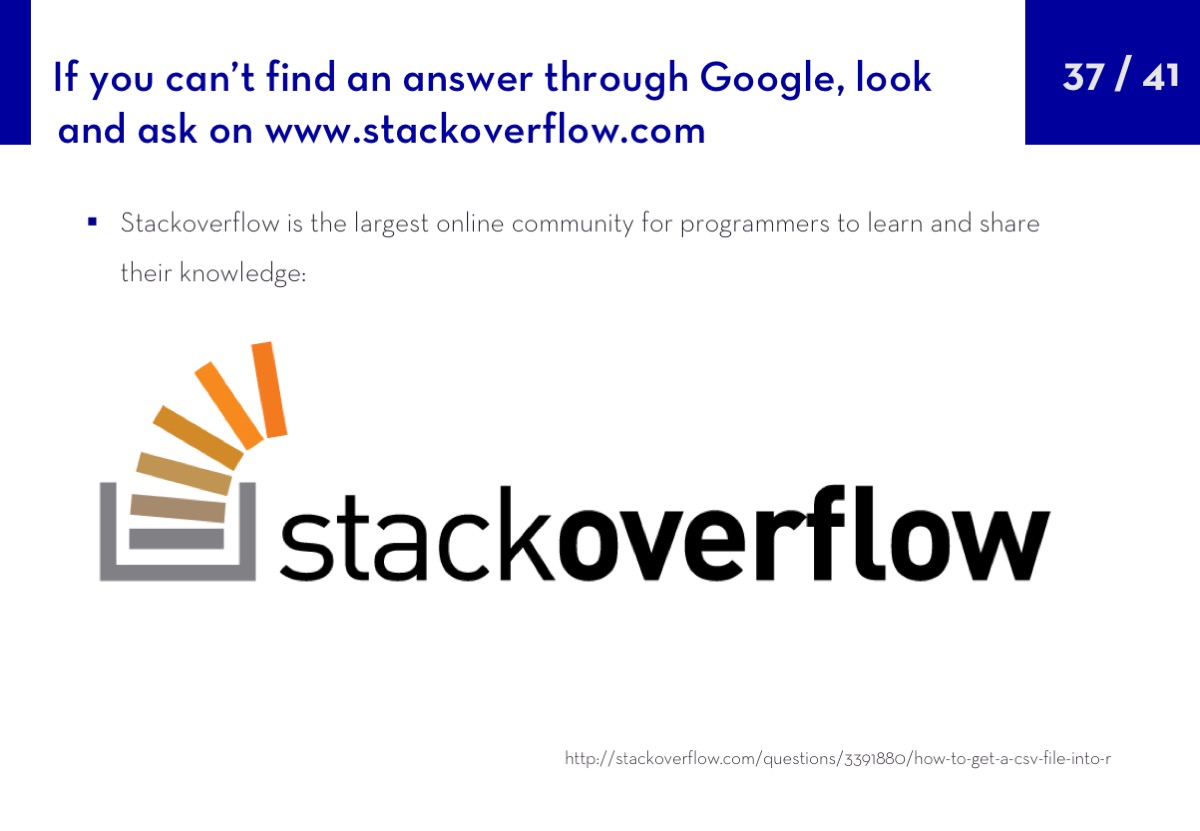 If you can’t find an answer through Google, look
and ask on www.stackoverflow.com
37 / 41
▪ Stackoverflow is the largest online community for programmers to learn and share
their knowledge:
stackoverflow
http://stackoverflow.com/questions/3391880/how-to-get-a-csv-file-into-r